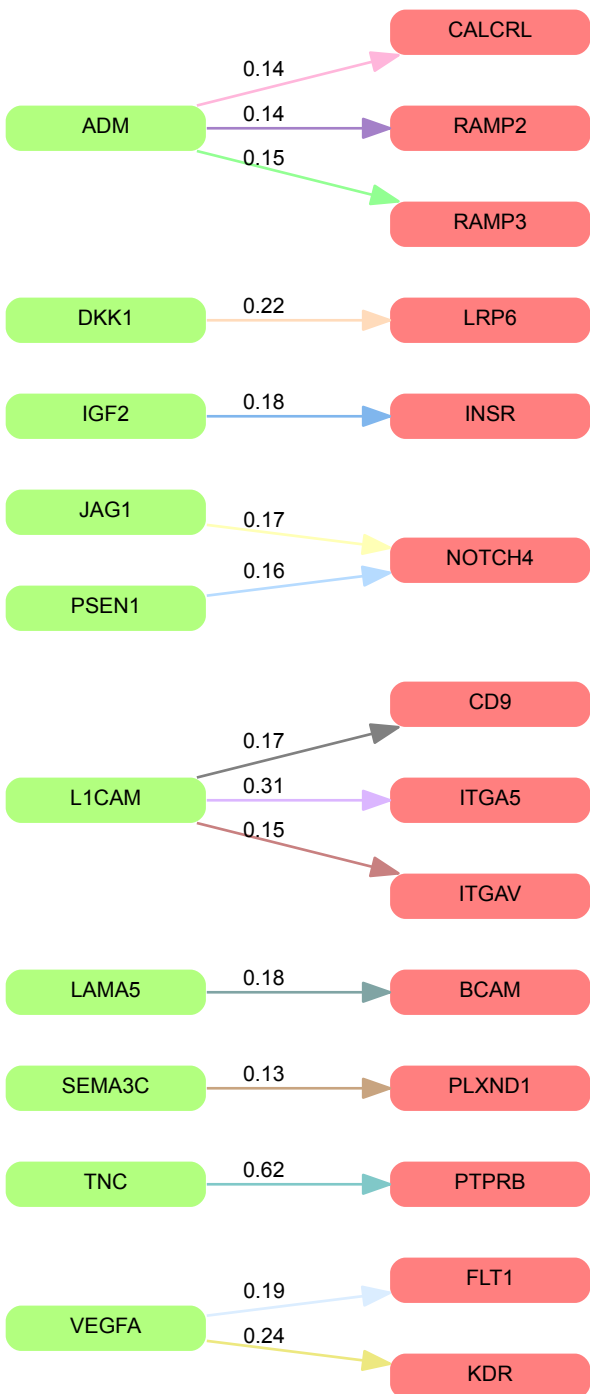 CALCRL
0.14
ADM
0.14
RAMP2
0.15
RAMP3
DKK1
0.22
LRP6
IGF2
0.18
INSR
JAG1
0.17
NOTCH4
0.16
PSEN1
CD9
0.17
L1CAM
0.31
ITGA5
0.15
ITGAV
LAMA5
0.18
BCAM
SEMA3C
0.13
PLXND1
TNC
0.62
PTPRB
FLT1
0.19
VEGFA
0.24
KDR